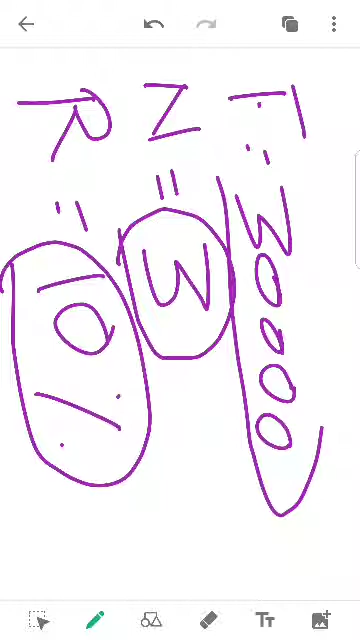 = 30000
N = 3
R = 10%